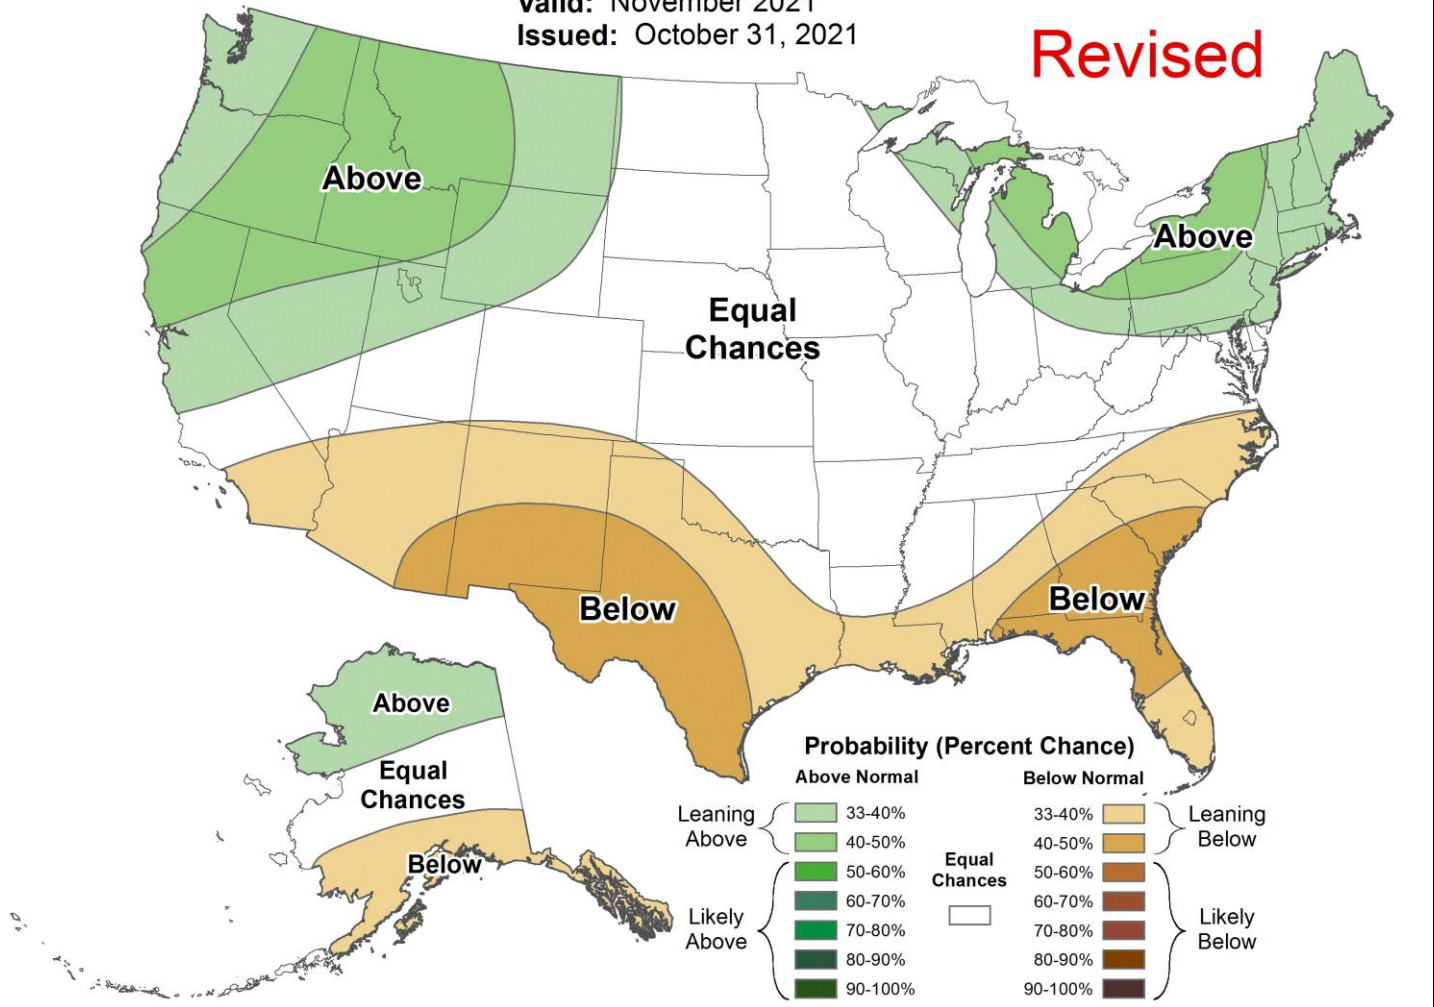 Valid: November 2021
Issued: October 31, 2021
Revised
Above
Above
Equal
Chances
Below
Below
Above
Equal
Chances
Below
Probability (Percent Chance)
Above Normal
Below Normal
Leaning
Above
33-40%
40-50%
50-60%
60-70%
70-80%
80-90%
90-100%
Likely
Above
Equal
Chances
33-40%
40-50%
50-60%
60-70%
70-80%
80-90%
90-100%
Leaning
Below
Likely
Below